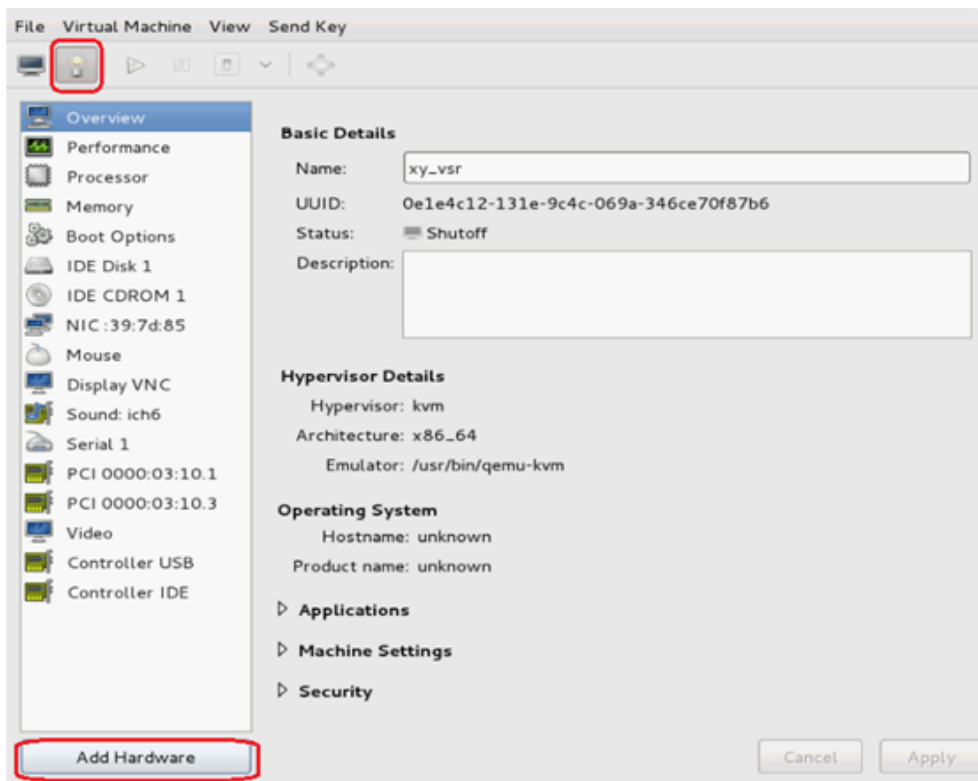 File Virtual Machine View Send Key
Overview
Performance
Processor
Memory
Boot Options
IDE Disk 1
IDE CDROM 1
NIC :39:7d:85
Mouse
Display VNC
Sound: ich6
Serial 1
PCI 0000:03:10.1
PCI 0000:03:10.3
Video
Controller USB
Controller IDE
Add Hardware
Basic Details
Name: xy_vsr
UUID: 0e1e4c12-131e-9c4c-069a-346ce70f87b6
Status: Shutoff
Description:
Hypervisor Details
Hypervisor: kvm
Architecture: x86_64
Emulator: /usr/bin/qemu-kvm
Operating System
Hostname: unknown
Product name: unknown
Applications
Machine Settings
Security
Cancel Apply